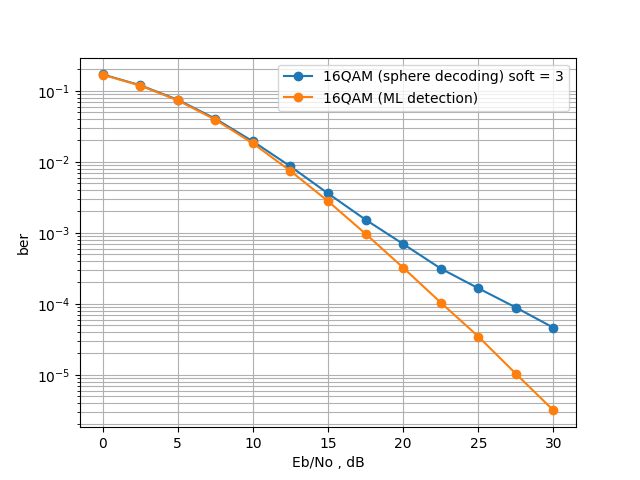 16QAM (sphere decoding) soft = 3
16QAM (ML detection)
10⁻¹
10⁻²
10⁻³
10⁻⁴
10⁻⁵
ber
0 5 10 15 20 25 30
Eb/No , dB